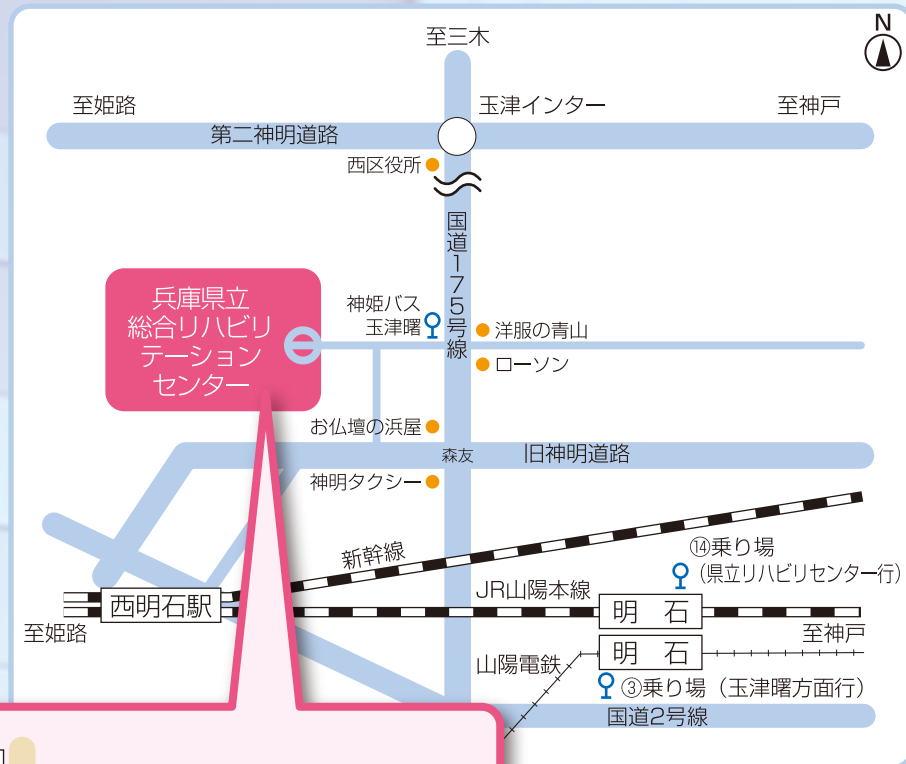 N
至三木
至姫路
玉津インター
至神戸
第二神明道路
西区役所
国道175号線
兵庫県立
総合リハビリ
テーション
センター
神姫バス
玉津曙
洋服の青山
ローソン
お仏壇の浜屋
森友
旧神明道路
神明タクシー
新幹線
⑭乗り場
(県立リハビリセンター行)
JR山陽本線
西明石駅
明 石
至姫路
至神戸
明 石
山陽電鉄
③乗り場(玉津曙方面行)
国道2号線